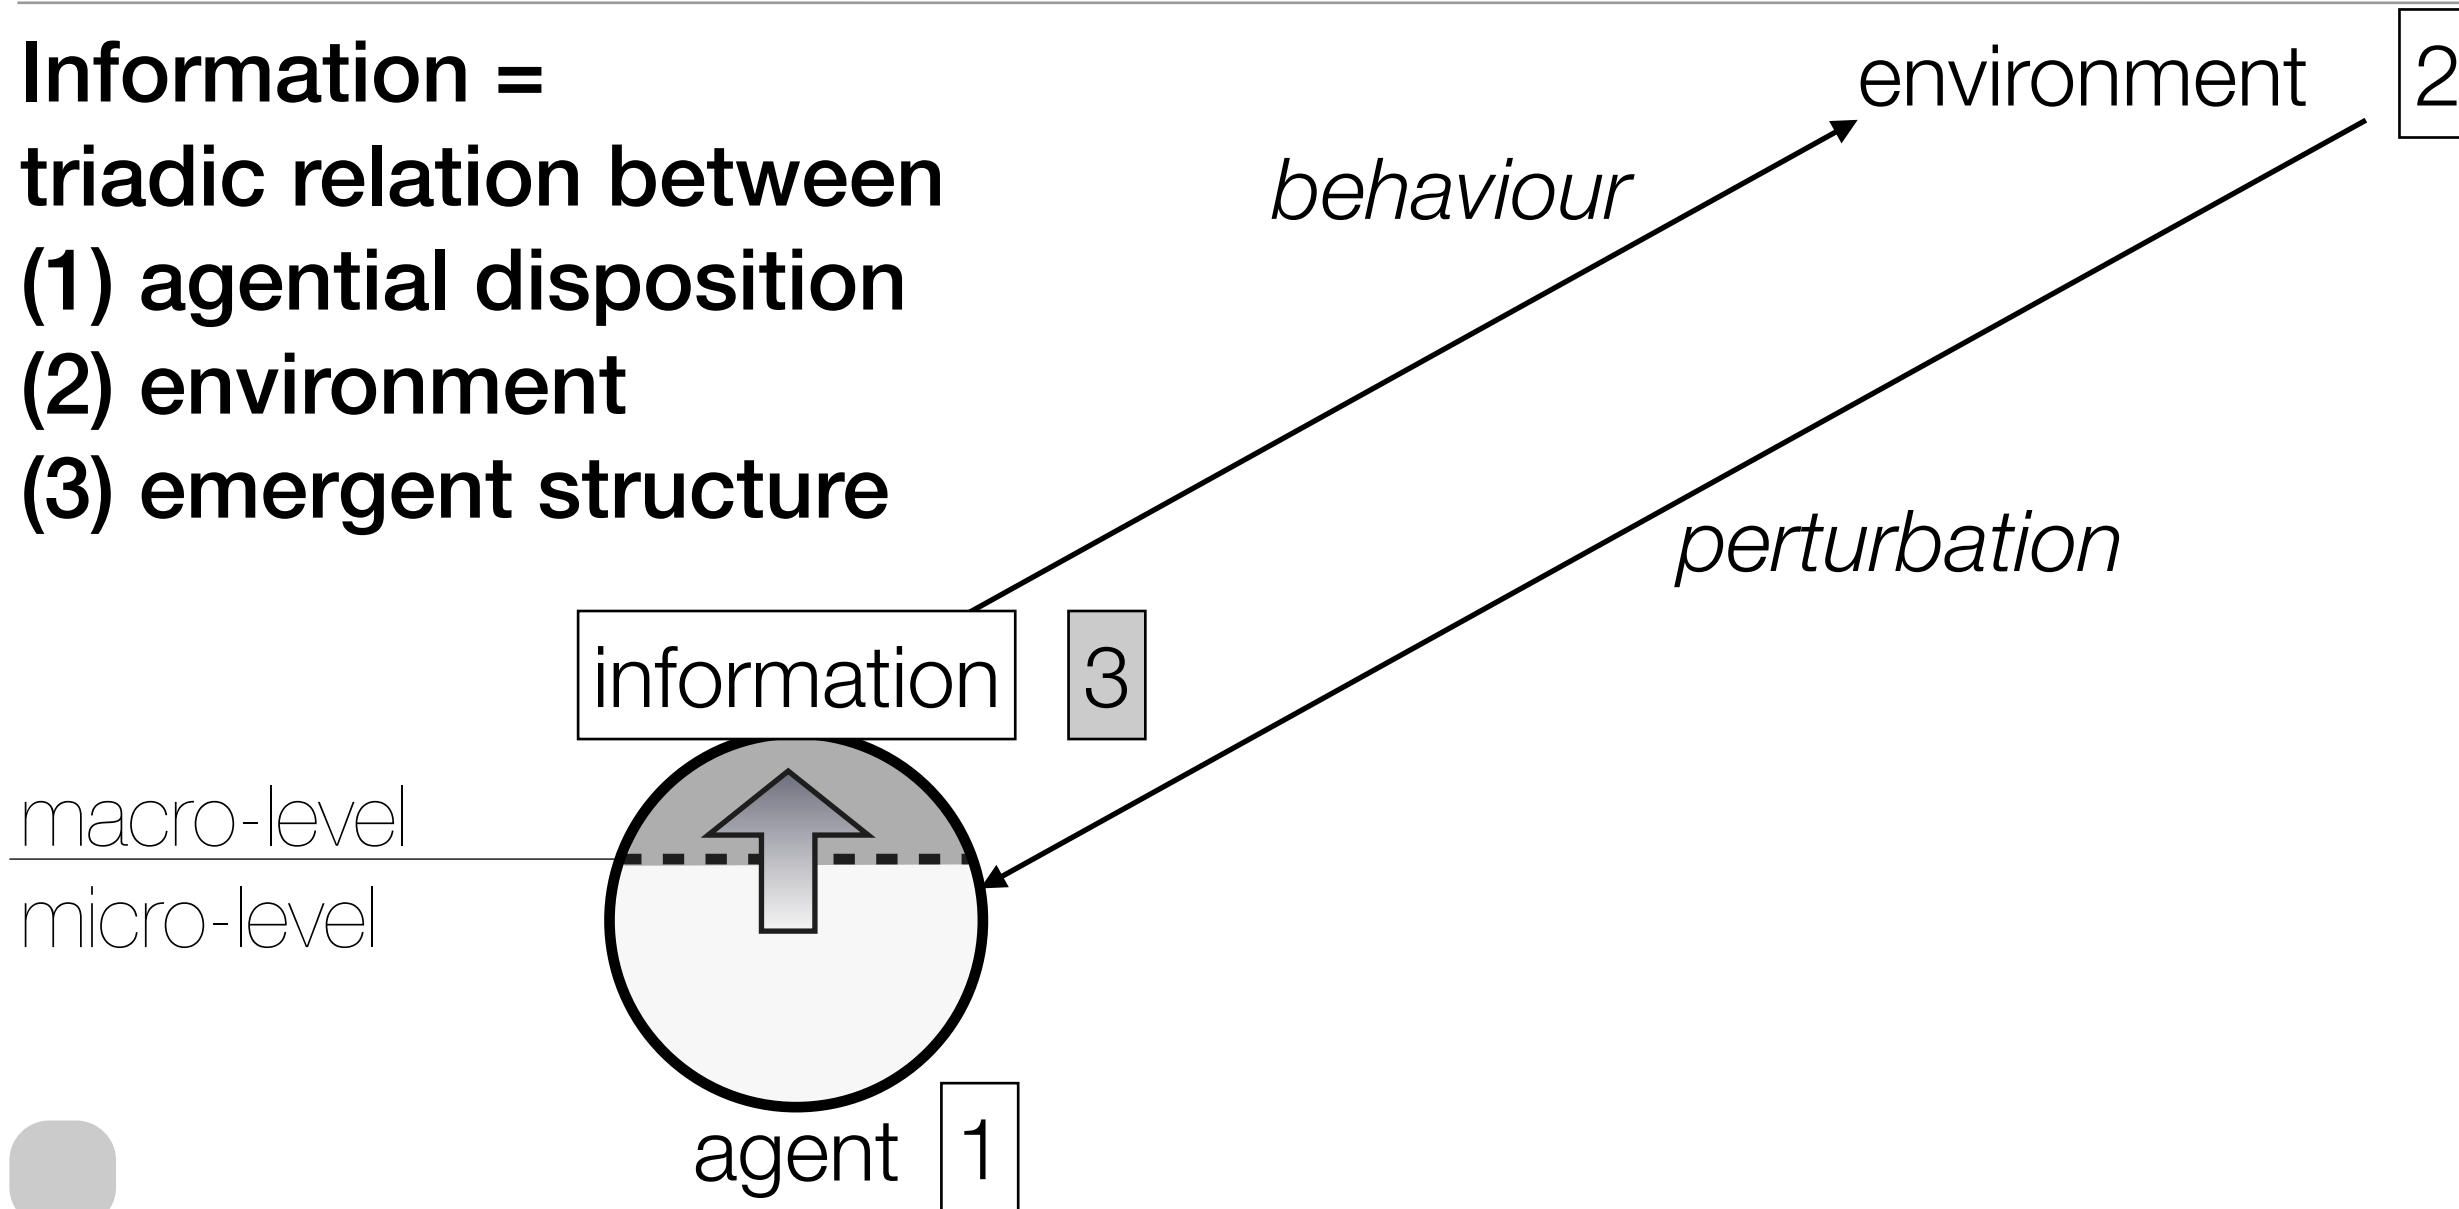 Information =
triadic relation between
(1) agential disposition
(2) environment
(3) emergent structure
environment 2
behaviour
perturbation
information 3
macro-level
micro-level
agent 1